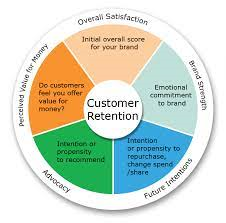 Overall Satisfaction
Initial overall score
for your brand
Brand Strength
Emotional
commitment
to brand
Future Intentions
Intention
or propensity to
repurchase,
change spend
/share
Advocacy
Intention or
propensity
to recommend
Perceived Value for Money
Do customers
feel you offer
value for
money?
Customer
Retention